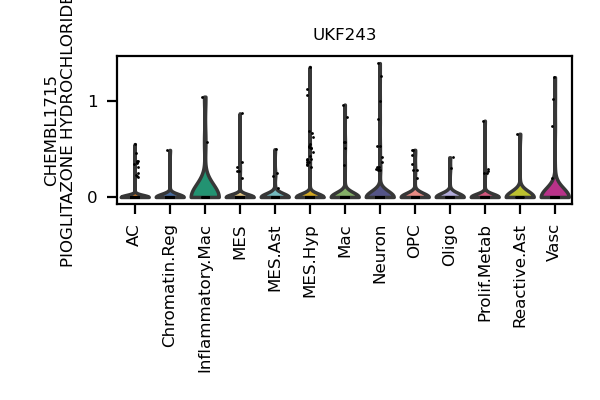 UKF243
CHEMBL1715
PIOGLITAZONE HYDROCHLORIDE
1
0
AC
Chromatin.Reg
Inflammatory.Mac
MES
MES.Ast
MES.Hyp
Mac
Neuron
OPC
Oligo
Prolif.Metab
Reactive.Ast
Vasc